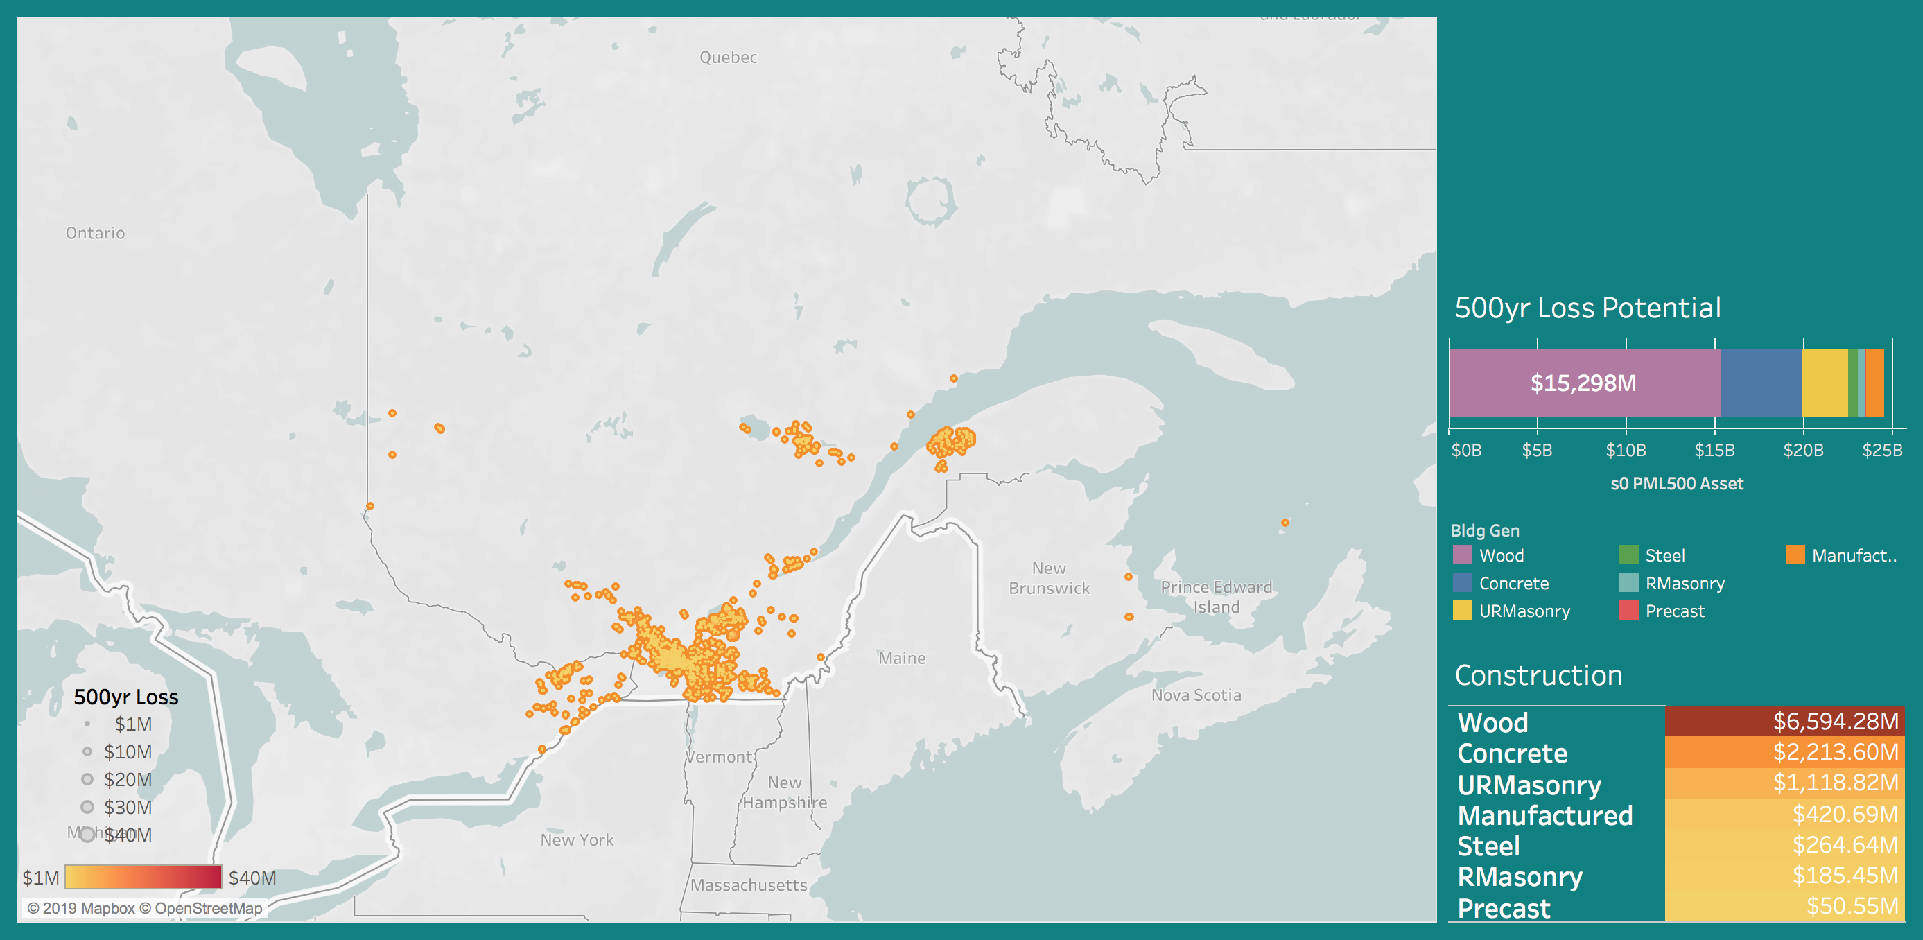 and Labrador
Quebec
Ontario
New
Brunswick
Prince Edward
Island
Maine
Nova Scotia
Vermont
New
Hampshire
New York
Massachusetts
Michigan
500yr Loss
$1M
$10M
$20M
$30M
$40M
$1M
$40M
© 2019 Mapbox © OpenStreetMap
500yr Loss Potential
$15,298M
$0B $5B $10B $15B $20B $25B
s0 PML500 Asset
Bldg Gen
Wood Steel Manufact..
Concrete RMasonry
URMasonry Precast
Construction
Wood $6,594.28M
Concrete $2,213.60M
URMasonry $1,118.82M
Manufactured $420.69M
Steel $264.64M
RMasonry $185.45M
Precast $50.55M